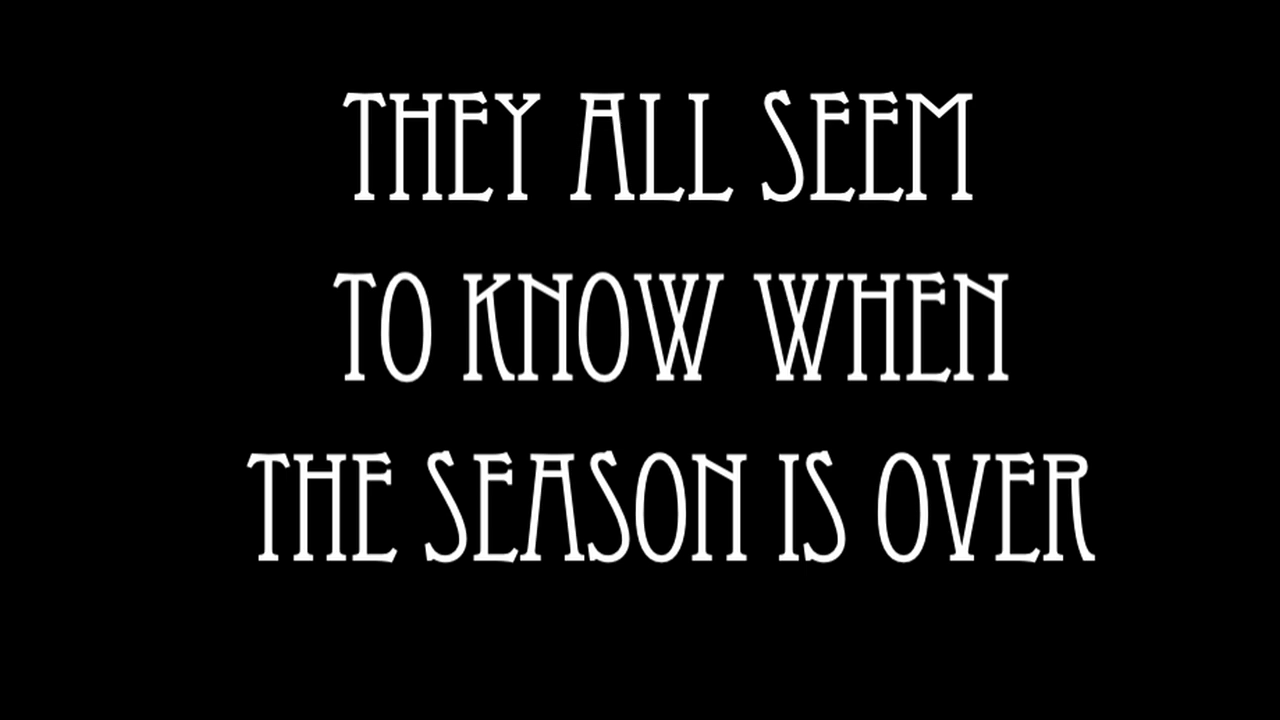 THEY ALL SEEM
TO KNOW WHEN
THE SEASON IS OVER